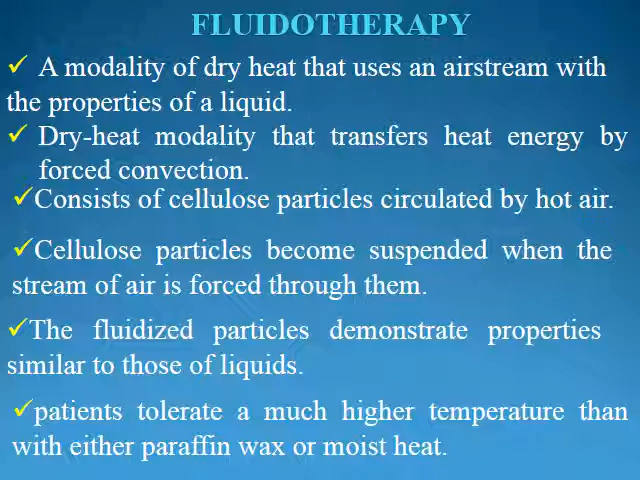 FLUIDOTHERAPY
✓ A modality of dry heat that uses an airstream with
the properties of a liquid.
✓ Dry-heat modality that transfers heat energy by
forced convection.
✓Consists of cellulose particles circulated by hot air.
✓Cellulose particles become suspended when the
stream of air is forced through them.
✓The fluidized particles demonstrate properties
similar to those of liquids.
✓patients tolerate a much higher temperature than
with either paraffin wax or moist heat.